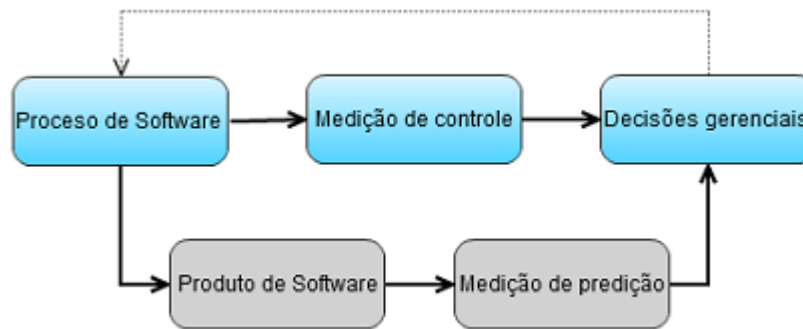 Proceso de Software
Medição de controle
Decisões gerenciais
Produto de Software
Medição de predição